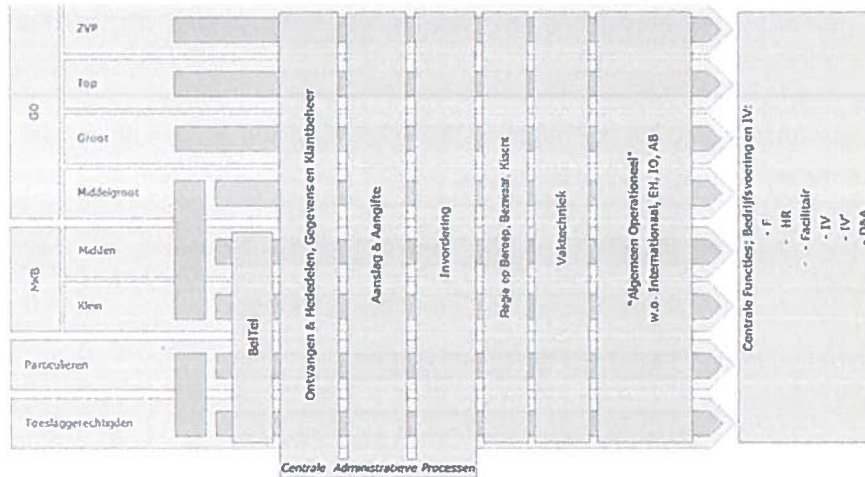 GO
ZVP
Top
Groot
Middelgroot
MKB
Midden
Klein
Particulieren
Toeslaggerechtigden
BelTel
Ontvangen & Mededelen, Gegevens en Klantbeheer
Aanslag & Aangifte
Invordering
Regie op Beroep, Bezwaar, Klacht
Vaktechniek
"Algemeen Operationeel"
w.o. Internationaal, EH, IO, AB
Centrale Functies; Bedrijfsvoering en IV:
- F
- HR
- Facilitair
- IV
- IV'
- D&A
Centrale Administratieve Processen